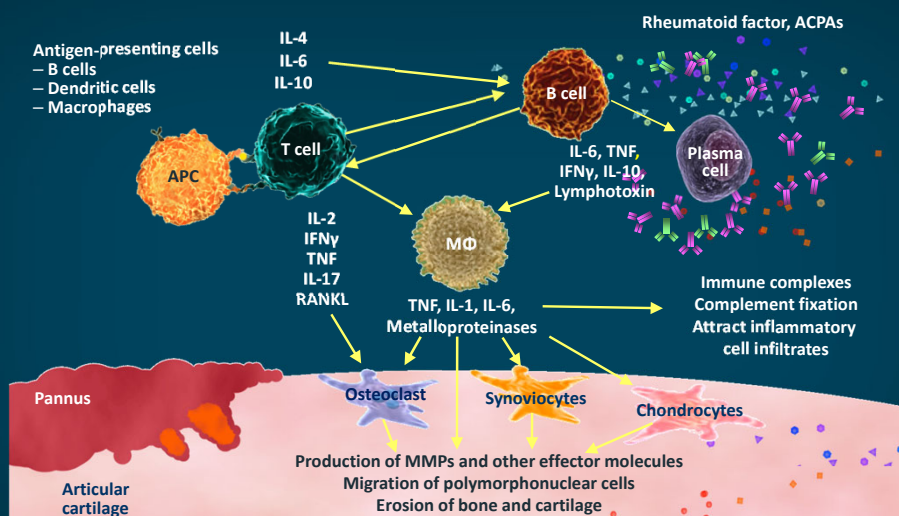 Rheumatoid factor, ACPAs
Antigen-presenting cells
– B cells
– Dendritic cells
– Macrophages
IL-4
IL-6
IL-10
B cell
T cell
APC
Plasma
cell
IL-6, TNF,
IFNγ, IL-10,
Lymphotoxin
IL-2
IFNγ
TNF
IL-17
RANKL
MΦ
TNF, IL-1, IL-6,
Metalloproteinases
Immune complexes
Complement fixation
Attract inflammatory
cell infiltrates
Pannus
Osteoclast
Synoviocytes
Chondrocytes
Production of MMPs and other effector molecules
Migration of polymorphonuclear cells
Erosion of bone and cartilage
Articular
cartilage